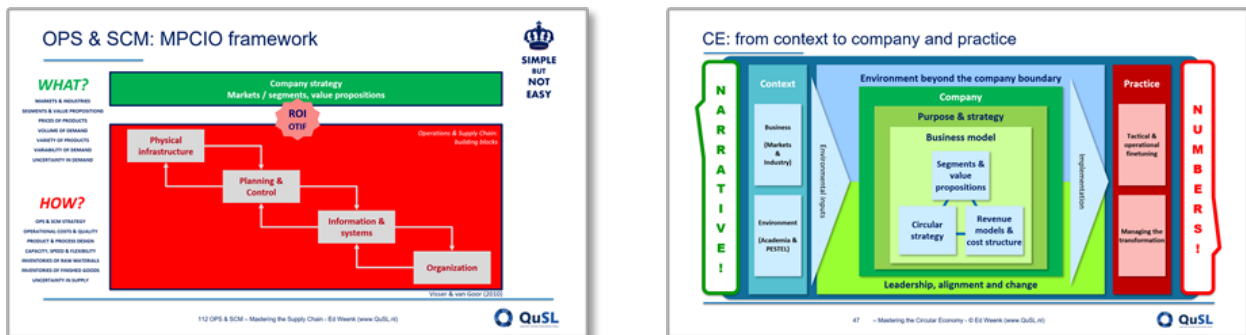 OPS & SCM: MPCIO framework
SIMPLE
BUT
NOT
EASY
WHAT?
MARKETS & INDUSTRIES
SEGMENTS & VALUE PROPOSITIONS
PRICES OF PRODUCTS
VOLUME OF DEMAND
VARIETY OF PRODUCTS
VARIABILITY OF DEMAND
UNCERTAINTY IN DEMAND
HOW?
OPS & SCM STRATEGY
OPERATIONAL COSTS & QUALITY
PRODUCT & PROCESS DESIGN
CAPACITY, SPEED & FLEXIBILITY
INVENTORIES OF RAW MATERIALS
INVENTORIES OF FINISHED GOODS
UNCERTAINTY IN SUPPLY
Company strategy
Markets / segments, value propositions
ROI
OTIF
Operations & Supply Chain:
building blocks
Physical
infrastructure
Planning &
Control
Information &
systems
Organization
Visser & van Goor (2010)
112 OPS & SCM – Mastering the Supply Chain - Ed Weenk (www.QuSL.nl)
QuSL
CE: from context to company and practice
NARRATIVE!
Context
Business
(Markets
&
Industry)
Environment
(Academia &
PESTEL)
Environmental inputs
Environment beyond the company boundary
Company
Purpose & strategy
Business model
Segments &
value
propositions
Circular
strategy
Revenue
models &
cost structure
Leadership, alignment and change
Implementation
Practice
Tactical &
operational
finetuning
Managing the
transformation
NUMBERS!
47 – Mastering the Circular Economy - © Ed Weenk (www.QuSL.nl)
QuSL